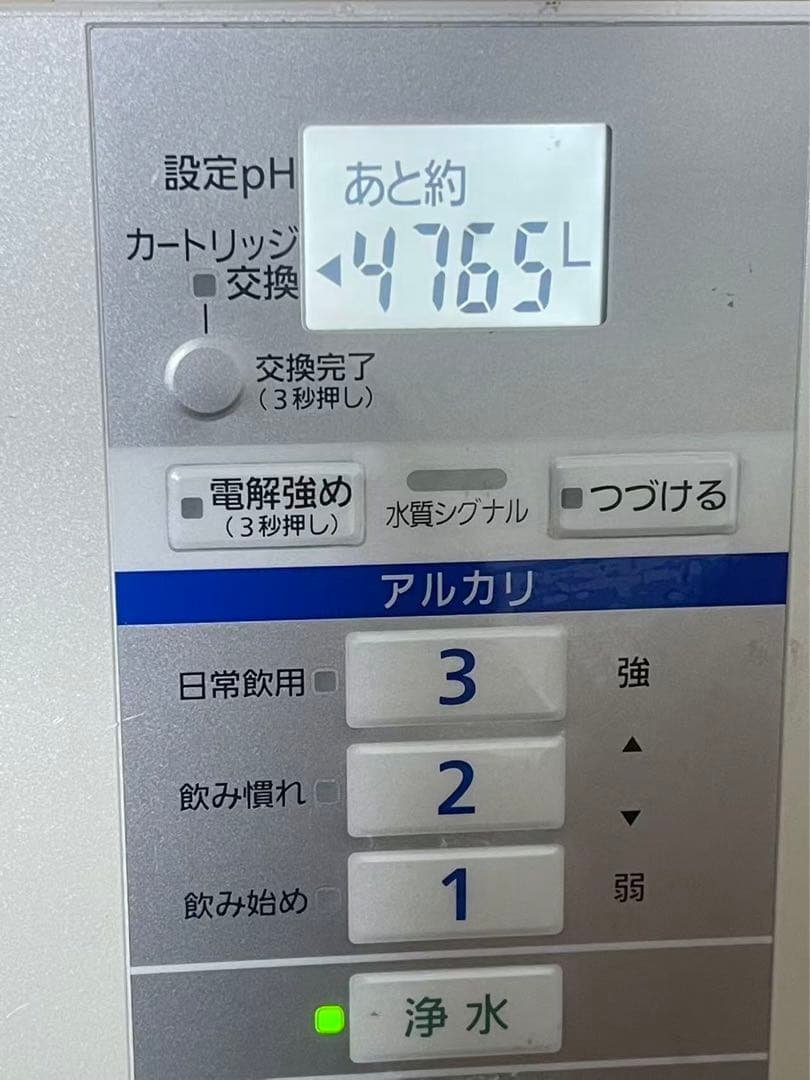 設定pH
あと約
カートリッジ
交換
4765L
交換完了
(3秒押し)
電解強め
(3秒押し)
水質シグナル
つづける
アルカリ
日常飲用
3
強
飲み慣れ
2
飲み始め
1
弱
浄水